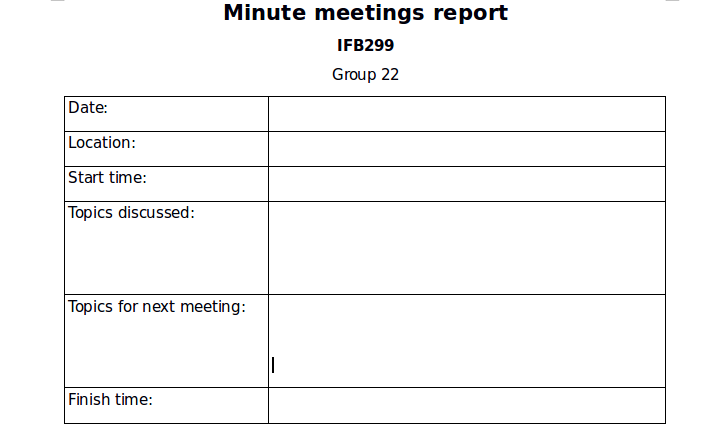 Minute meetings report
IFB299
Group 22
Date:
Location:
Start time:
Topics discussed:
Topics for next meeting:
Finish time: